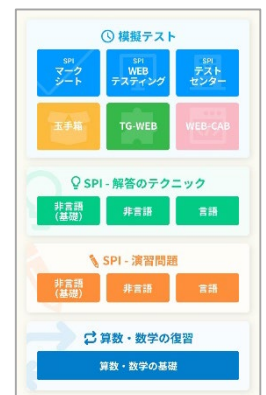 模擬テスト
SPI
マーク
シート
SPI
WEB
テスティング
SPI
テスト
センター
玉手箱
TG-WEB
WEB-CAB
SPI - 解答のテクニック
非言語
(基礎)
非言語
言語
SPI - 演習問題
非言語
(基礎)
非言語
言語
算数・数学の復習
算数・数学の基礎